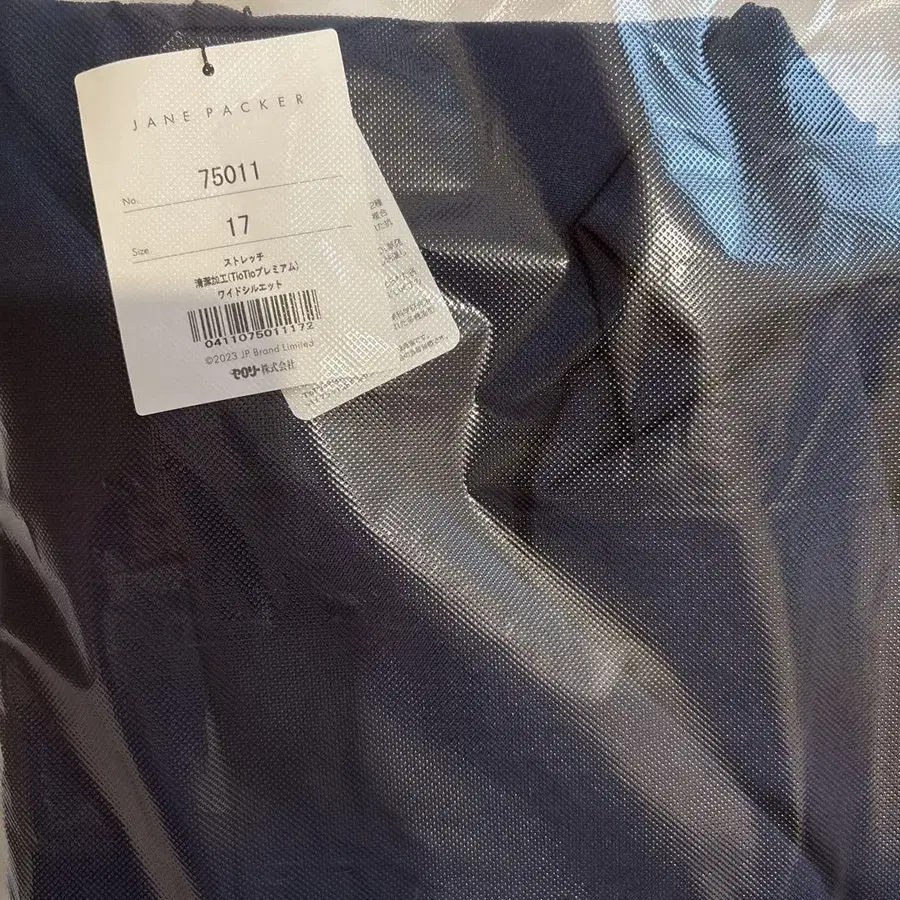 JANE PACKER
No. 75011
Size. 17
ストレッチ
清潔加工(TioTioプレミアム)
ワイドシルエット
0411075011172
©2023 JP Brand Limited
セロリー株式会社